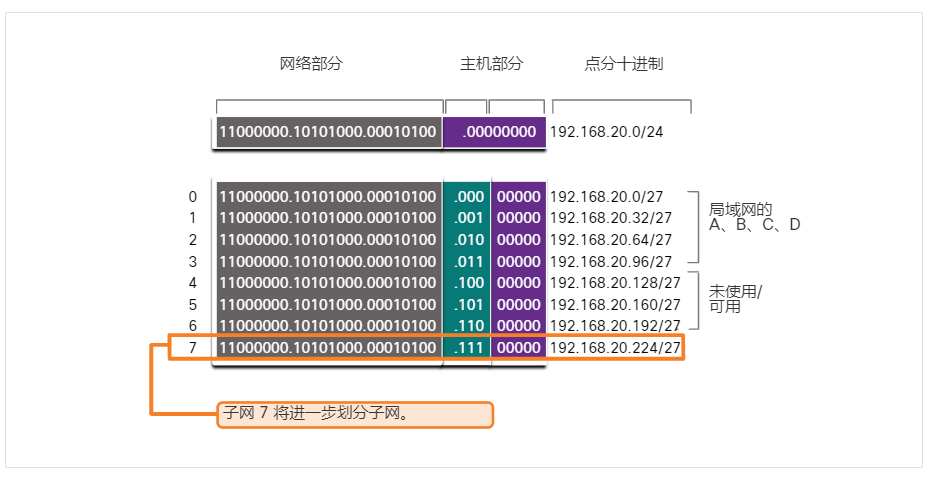 网络部分 主机部分 点分十进制
11000000.10101000.00010100 .00000000 192.168.20.0/24
0 11000000.10101000.00010100 .000 00000 192.168.20.0/27
1 11000000.10101000.00010100 .001 00000 192.168.20.32/27
2 11000000.10101000.00010100 .010 00000 192.168.20.64/27
3 11000000.10101000.00010100 .011 00000 192.168.20.96/27
局域网的
A、B、C、D
4 11000000.10101000.00010100 .100 00000 192.168.20.128/27
5 11000000.10101000.00010100 .101 00000 192.168.20.160/27
6 11000000.10101000.00010100 .110 00000 192.168.20.192/27
未使用/
可用
7 11000000.10101000.00010100 .111 00000 192.168.20.224/27
子网 7 将进一步划分子网。